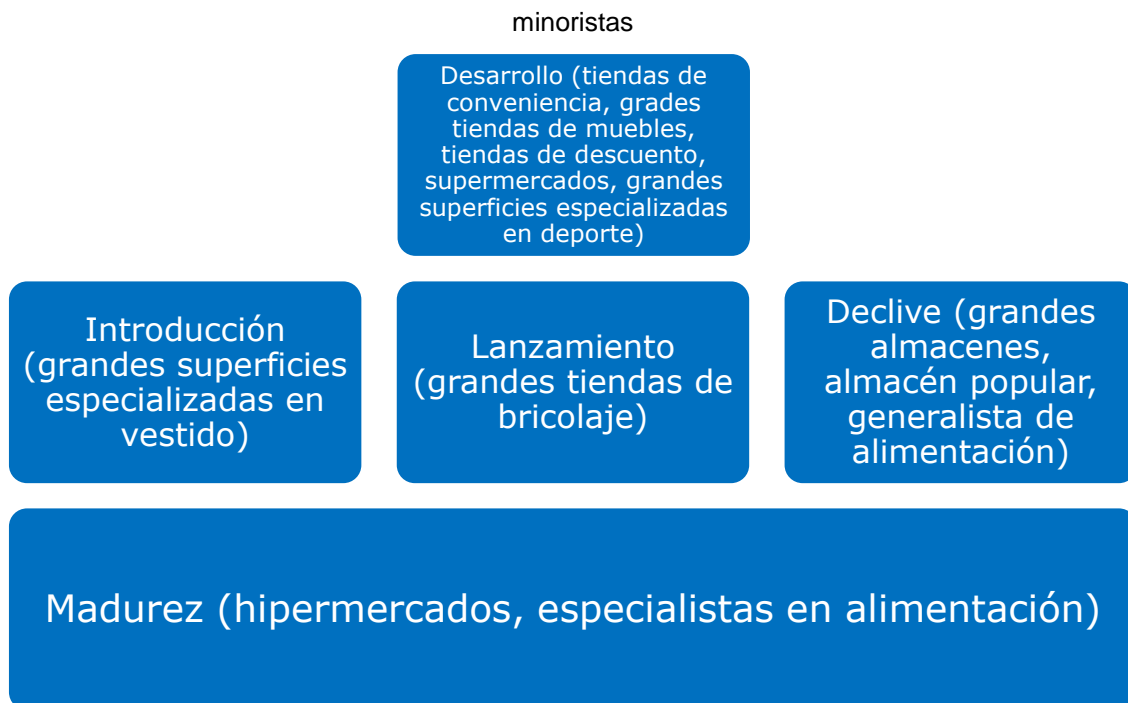 minoristas
Desarrollo (tiendas de
conveniencia, grades
tiendas de muebles,
tiendas de descuento,
supermercados, grandes
superficies especializadas
en deporte)
Introducción
(grandes superficies
especializadas en
vestido)
Lanzamiento
(grandes tiendas de
bricolaje)
Declive (grandes
almacenes,
almacén popular,
generalista de
alimentación)
Madurez (hipermercados, especialistas en alimentación)